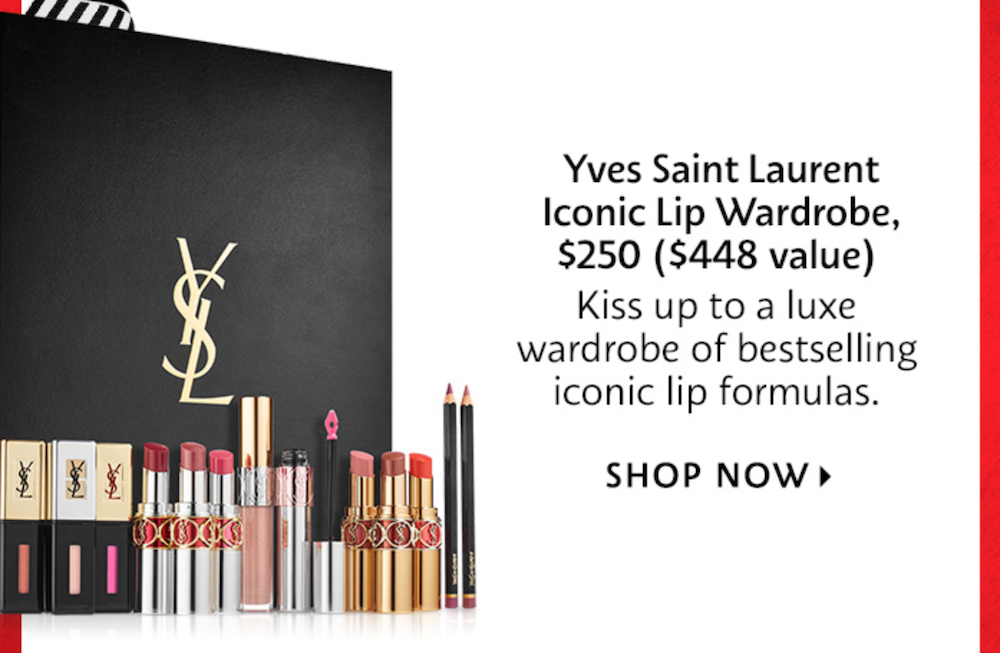 YSL
Yves Saint Laurent
Iconic Lip Wardrobe,
$250 ($448 value)
Kiss up to a luxe
wardrobe of bestselling
iconic lip formulas.
SHOP NOW